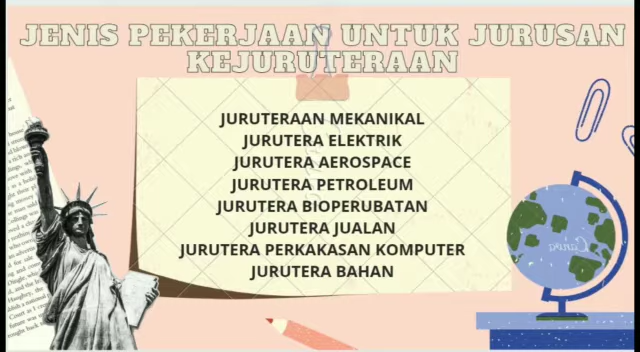 JENIS PEKERJAAN UNTUK JURUSAN
KEJURUTERAAN
JURUTERAAN MEKANIKAL
JURUTERA ELEKTRIK
JURUTERA AEROSPACE
JURUTERA PETROLEUM
JURUTERA BIOPERUBATAN
JURUTERA JUALAN
JURUTERA PERKAKASAN KOMPUTER
JURUTERA BAHAN